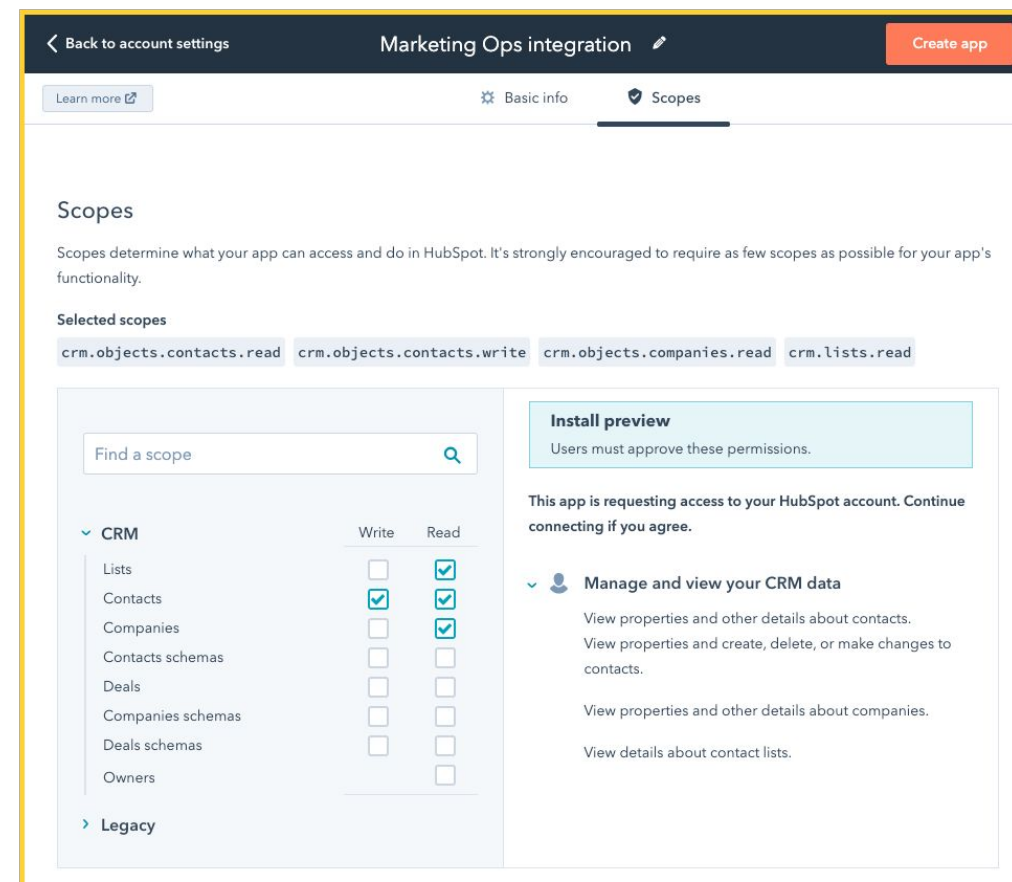 Back to account settings
Marketing Ops integration
Create app
Learn more
Basic info
Scopes
Scopes
Scopes determine what your app can access and do in HubSpot. It's strongly encouraged to require as few scopes as possible for your app's
functionality.
Selected scopes
crm.objects.contacts.read crm.objects.contacts.write crm.objects.companies.read crm.lists.read
Find a scope
CRM Write Read
Lists
Contacts
Companies
Contacts schemas
Deals
Companies schemas
Deals schemas
Owners
Legacy
Install preview
Users must approve these permissions.
This app is requesting access to your HubSpot account. Continue
connecting if you agree.
Manage and view your CRM data
View properties and other details about contacts.
View properties and create, delete, or make changes to
contacts.
View properties and other details about companies.
View details about contact lists.